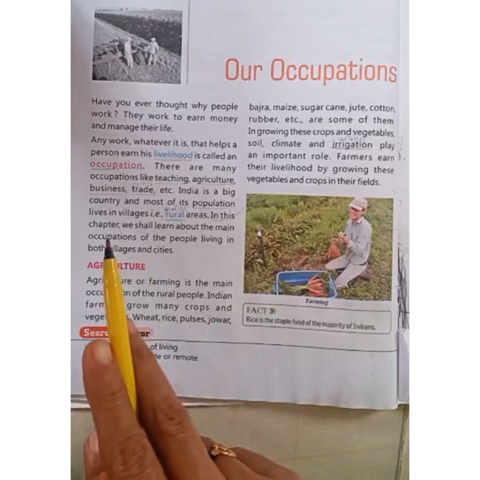 Our Occupations
Have you ever thought why people
work? They work to earn money
and manage their life.
Any work, whatever it is, that helps a
person earn his livelihood is called an
occupation. There are many
occupations like teaching, agriculture,
business, trade, etc. India is a big
country and most of its population
lives in villages i.e., rural areas. In this
chapter, we shall learn about the main
occupations of the people living in
both villages and cities.
AGRICULTURE
Agriculture or farming is the main
occupation of the rural people. Indian
grow many crops and
Wheat, rice, pulses, jowar,
bajra, maize, sugar cane, jute, cotton,
rubber, etc., are some of them.
In growing these crops and vegetables,
soil, climate and irrigation play
an important role. Farmers earn
their livelihood by growing these
vegetables and crops in their fields.
Farming
FACT
Rice is the staple food of the majority of Indians.
of living
or remote